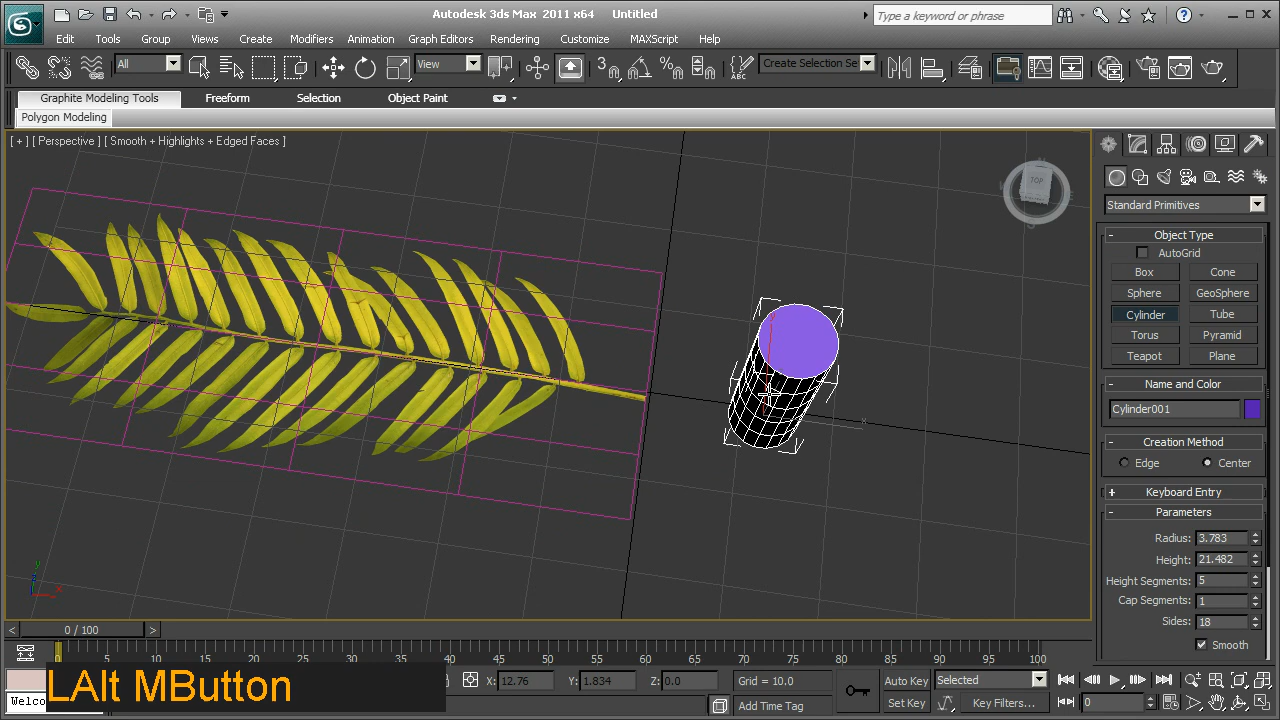 Autodesk 3ds Max 2011 x64 Untitled
Type a keyword or phrase
Edit Tools Group Views Create Modifiers Animation Graph Editors Rendering Customize MAXScript Help
All View 3 Create Selection Se
Graphite Modeling Tools Freeform Selection Object Paint
Polygon Modeling
[ + ] [ Perspective ] [ Smooth + Highlights + Edged Faces ]
TOP
Standard Primitives
- Object Type
AutoGrid
Box Cone
Sphere GeoSphere
Cylinder Tube
Torus Pyramid
Teapot Plane
- Name and Color
Cylinder001
- Creation Method
Edge Center
+ Keyboard Entry
- Parameters
Radius: 3.783
Height: 21.482
Height Segments: 5
Cap Segments: 1
Sides: 18
Smooth
x
y
z
x
< 0 / 100 >
0 5 10 15 20 25 30 35 40 45 50 55 60 65 70 75 80 85 90 95 100
LAlt MButton
X: 12.76 Y: 1.834 Z: 0.0 Grid = 10.0 Auto Key Selected
Welco Add Time Tag Set Key Key Filters... 0